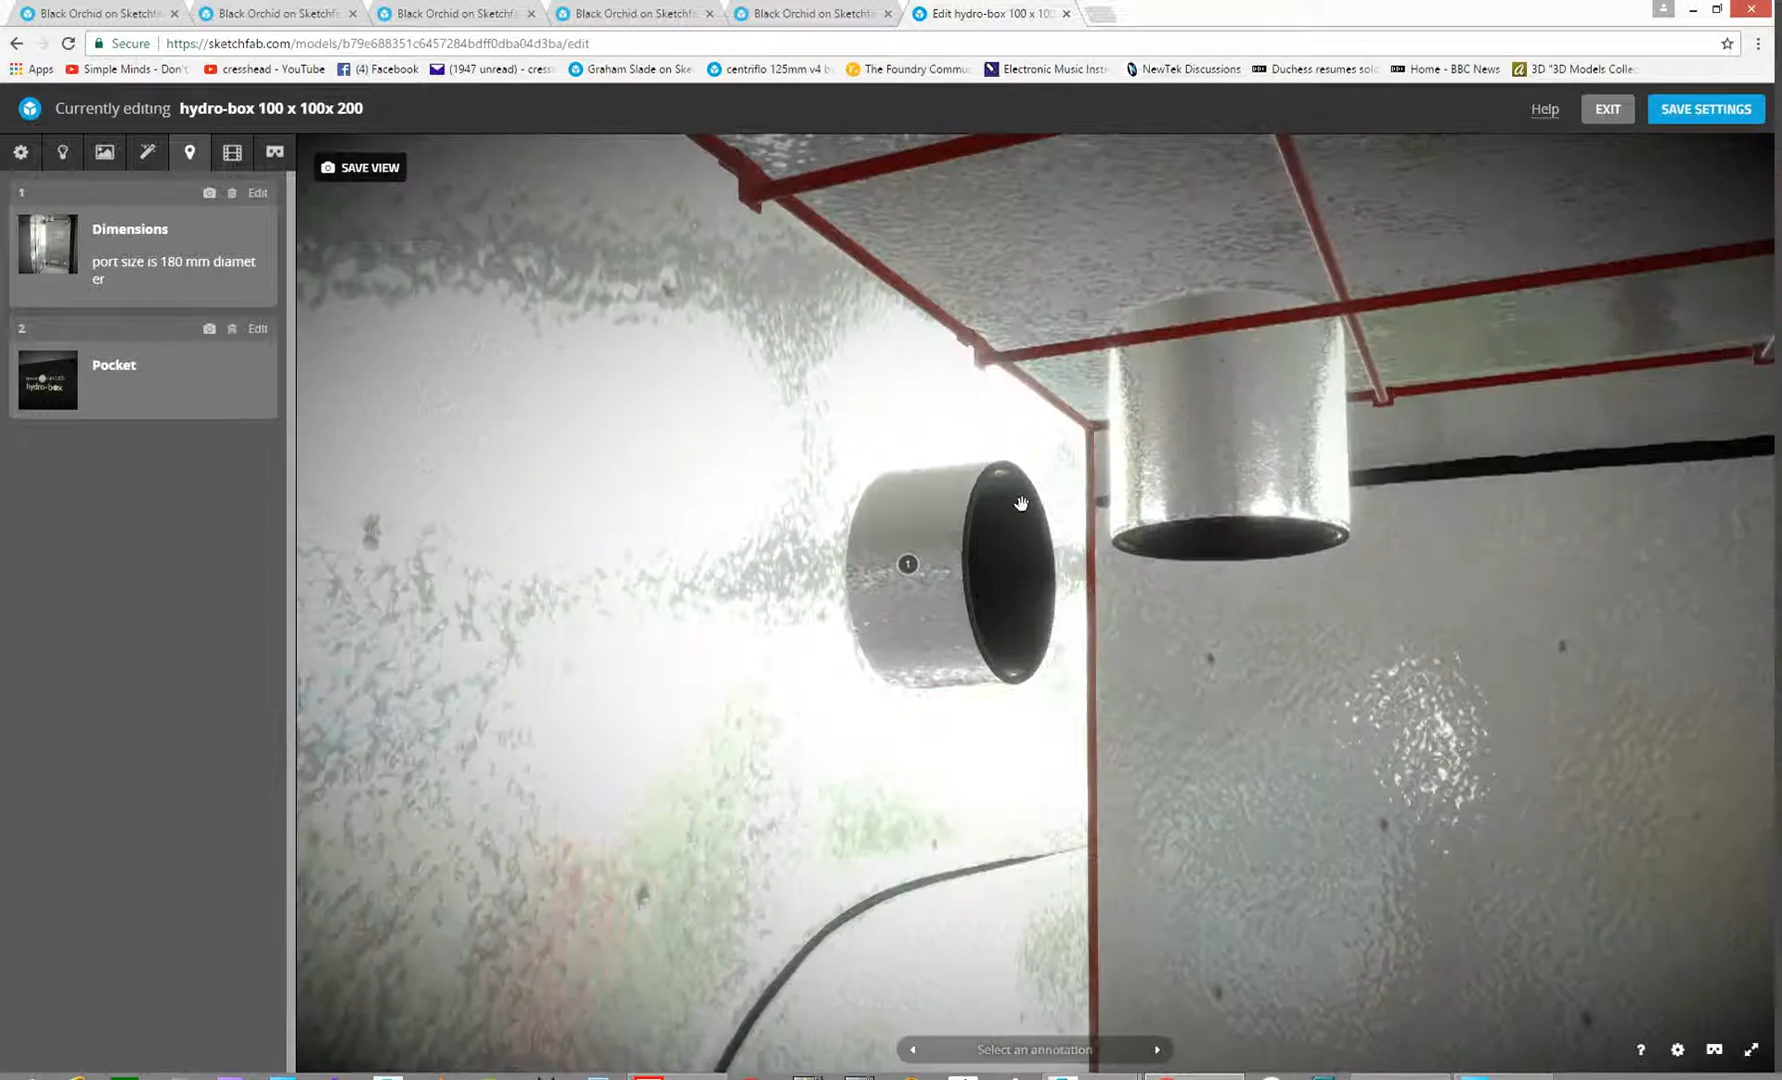 Black Orchid on Sketchfa
Black Orchid on Sketchfa
Black Orchid on Sketchf
Black Orchid on Sketchfa
Black Orchid on Sketchfa
Edit hydro-box 100 x 10
Secure
https://sketchfab.com/models/b79e688351c6457284bdff0dba04d3ba/edit
Apps
Simple Minds - Don't
cresshead - YouTube
(4) Facebook
(1947 unread) - cress
Graham Slade on Ske
centriflo 125mm v4 b
The Foundry Commu
Electronic Music Inst
NewTek Discussions
Duchess resumes sol
Home - BBC News
3D "3D Models Colle
Currently editing hydro-box 100 x 100x 200
Help
EXIT
SAVE SETTINGS
SAVE VIEW
1
Edit
Dimensions
port size is 180 mm diamet
er
2
Edit
Pocket
hydro-box
1
Select an annotation
?